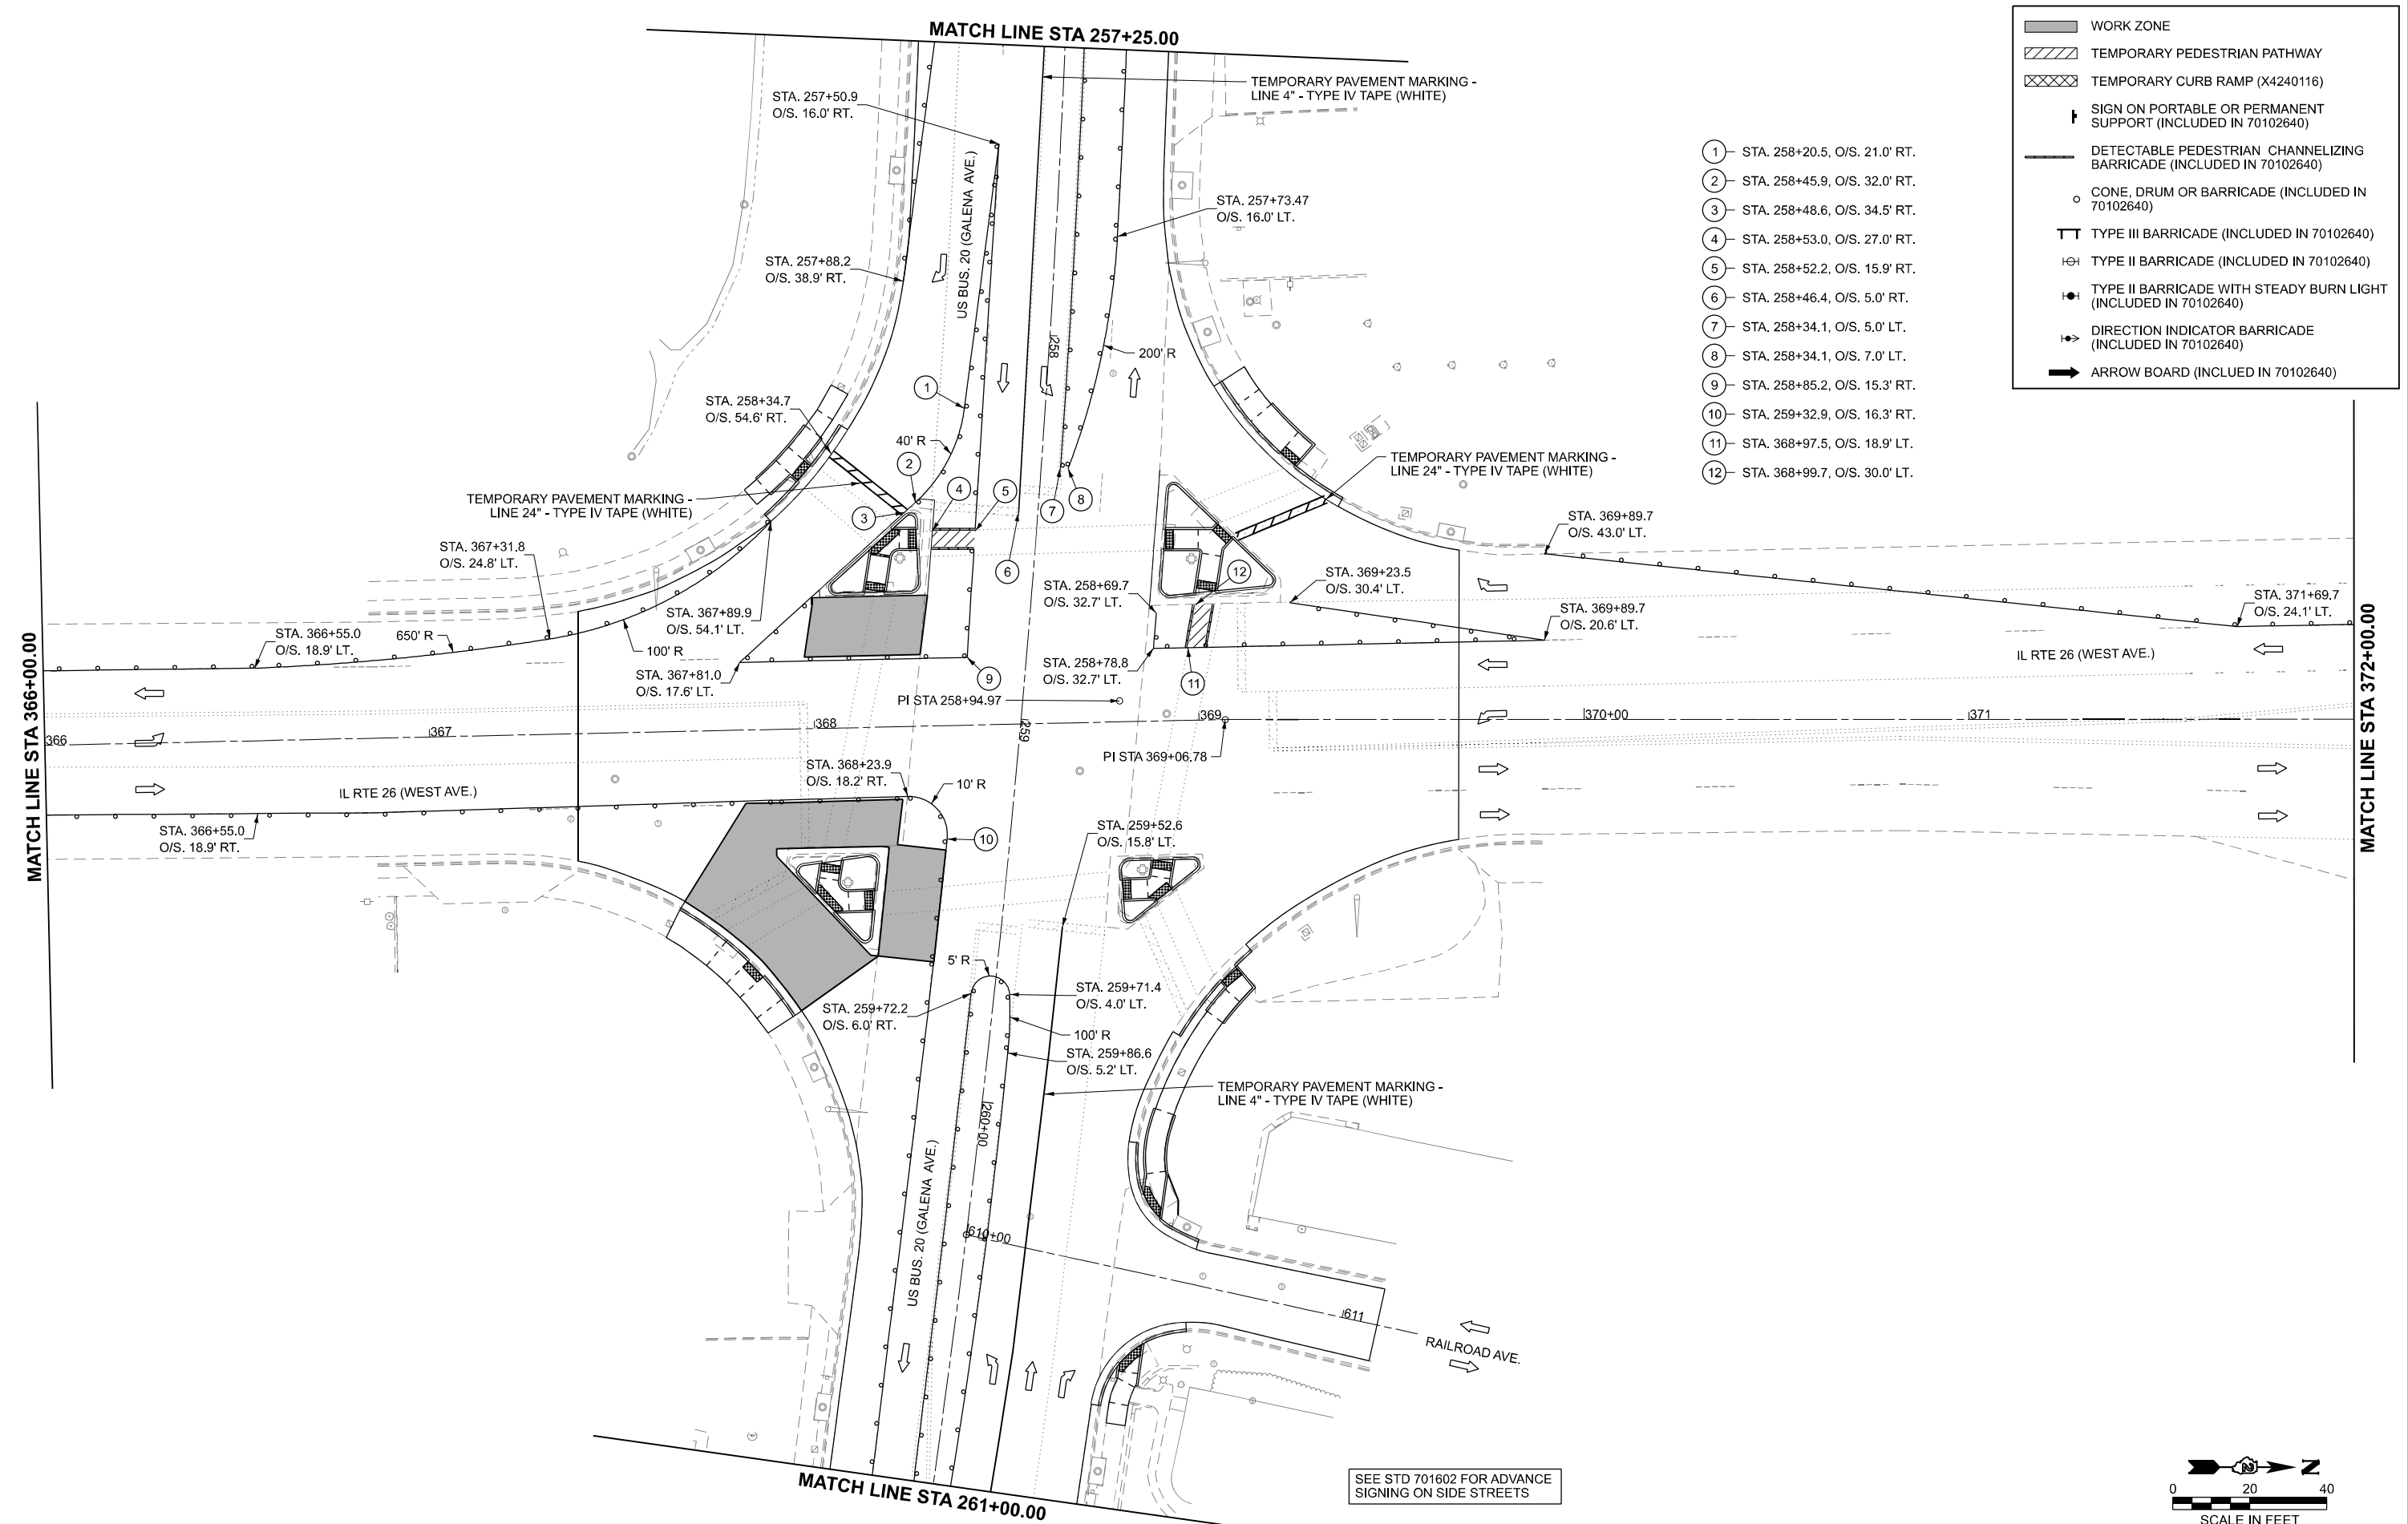 MATCH LINE STA 257+25.00
WORK ZONE
TEMPORARY PEDESTRIAN PATHWAY
TEMPORARY CURB RAMP (X4240116)
SIGN ON PORTABLE OR PERMANENT
SUPPORT (INCLUDED IN 70102640)
DETECTABLE PEDESTRIAN CHANNELIZING
BARRICADE (INCLUDED IN 70102640)
CONE, DRUM OR BARRICADE (INCLUDED IN
70102640)
TYPE III BARRICADE (INCLUDED IN 70102640)
TYPE II BARRICADE (INCLUDED IN 70102640)
TYPE II BARRICADE WITH STEADY BURN LIGHT
(INCLUDED IN 70102640)
DIRECTION INDICATOR BARRICADE
(INCLUDED IN 70102640)
ARROW BOARD (INCLUED IN 70102640)
1 STA. 258+20.5, O/S. 21.0' RT.
2 STA. 258+45.9, O/S. 32.0' RT.
3 STA. 258+48.6, O/S. 34.5' RT.
4 STA. 258+53.0, O/S. 27.0' RT.
5 STA. 258+52.2, O/S. 15.9' RT.
6 STA. 258+46.4, O/S. 5.0' RT.
7 STA. 258+34.1, O/S. 5.0' LT.
8 STA. 258+34.1, O/S. 7.0' LT.
9 STA. 258+85.2, O/S. 15.3' RT.
10 STA. 259+32.9, O/S. 16.3' RT.
11 STA. 368+97.5, O/S. 18.9' LT.
12 STA. 368+99.7, O/S. 30.0' LT.
TEMPORARY PAVEMENT MARKING -
LINE 4" - TYPE IV TAPE (WHITE)
STA. 257+50.9
O/S. 16.0' RT.
US BUS. 20 (GALENA AVE.)
STA. 257+73.47
O/S. 16.0' LT.
STA. 257+88.2
O/S. 38.9' RT.
258
200' R
1
STA. 258+34.7
O/S. 54.6' RT.
40' R
2
TEMPORARY PAVEMENT MARKING -
LINE 24" - TYPE IV TAPE (WHITE)
3
4
5
6
7
8
TEMPORARY PAVEMENT MARKING -
LINE 24" - TYPE IV TAPE (WHITE)
STA. 367+31.8
O/S. 24.8' LT.
STA. 369+89.7
O/S. 43.0' LT.
12
STA. 258+69.7
O/S. 32.7' LT.
STA. 369+23.5
O/S. 30.4' LT.
STA. 367+89.9
O/S. 54.1' LT.
STA. 369+89.7
O/S. 20.6' LT.
STA. 371+69.7
O/S. 24.1' LT.
STA. 366+55.0
O/S. 18.9' LT.
650' R
100' R
STA. 367+81.0
O/S. 17.6' LT.
9
STA. 258+78.8
O/S. 32.7' LT.
11
IL RTE 26 (WEST AVE.)
MATCH LINE STA 366+00.00
MATCH LINE STA 372+00.00
PI STA 258+94.97
366
367
368
259
369
370+00
371
PI STA 369+06.78
STA. 368+23.9
O/S. 18.2' RT.
10' R
IL RTE 26 (WEST AVE.)
STA. 366+55.0
O/S. 18.9' RT.
10
STA. 259+52.6
O/S. 15.8' LT.
5' R
STA. 259+72.2
O/S. 6.0' RT.
STA. 259+71.4
O/S. 4.0' LT.
100' R
STA. 259+86.6
O/S. 5.2' LT.
TEMPORARY PAVEMENT MARKING -
LINE 4" - TYPE IV TAPE (WHITE)
260+00
US BUS. 20 (GALENA AVE.)
610+00
611
RAILROAD AVE.
MATCH LINE STA 261+00.00
SEE STD 701602 FOR ADVANCE
SIGNING ON SIDE STREETS
Z
0 20 40
SCALE IN FEET